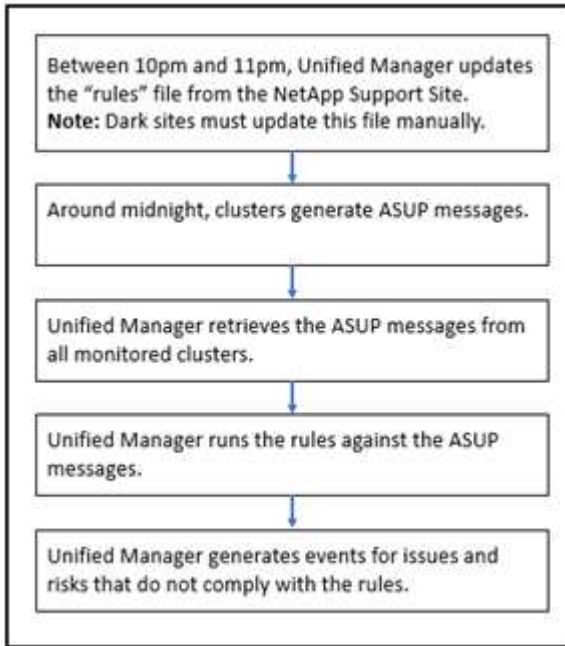 Between 10pm and 11pm, Unified Manager updates
the “rules” file from the NetApp Support Site.
Note: Dark sites must update this file manually.
Around midnight, clusters generate ASUP messages.
Unified Manager retrieves the ASUP messages from
all monitored clusters.
Unified Manager runs the rules against the ASUP
messages.
Unified Manager generates events for issues and
risks that do not comply with the rules.